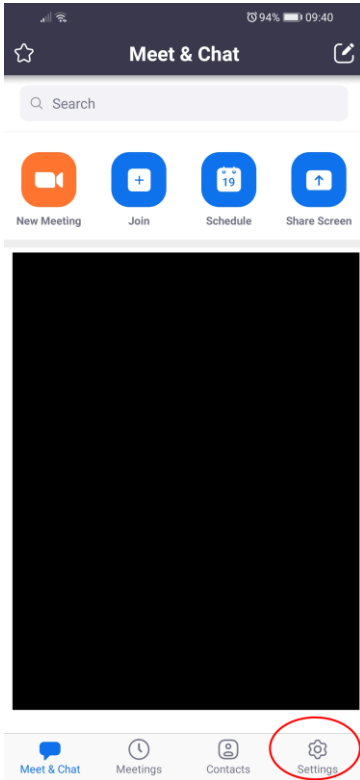 94% 09:40
Meet & Chat
Search
19
New Meeting Join Schedule Share Screen
Meet & Chat Meetings Contacts Settings